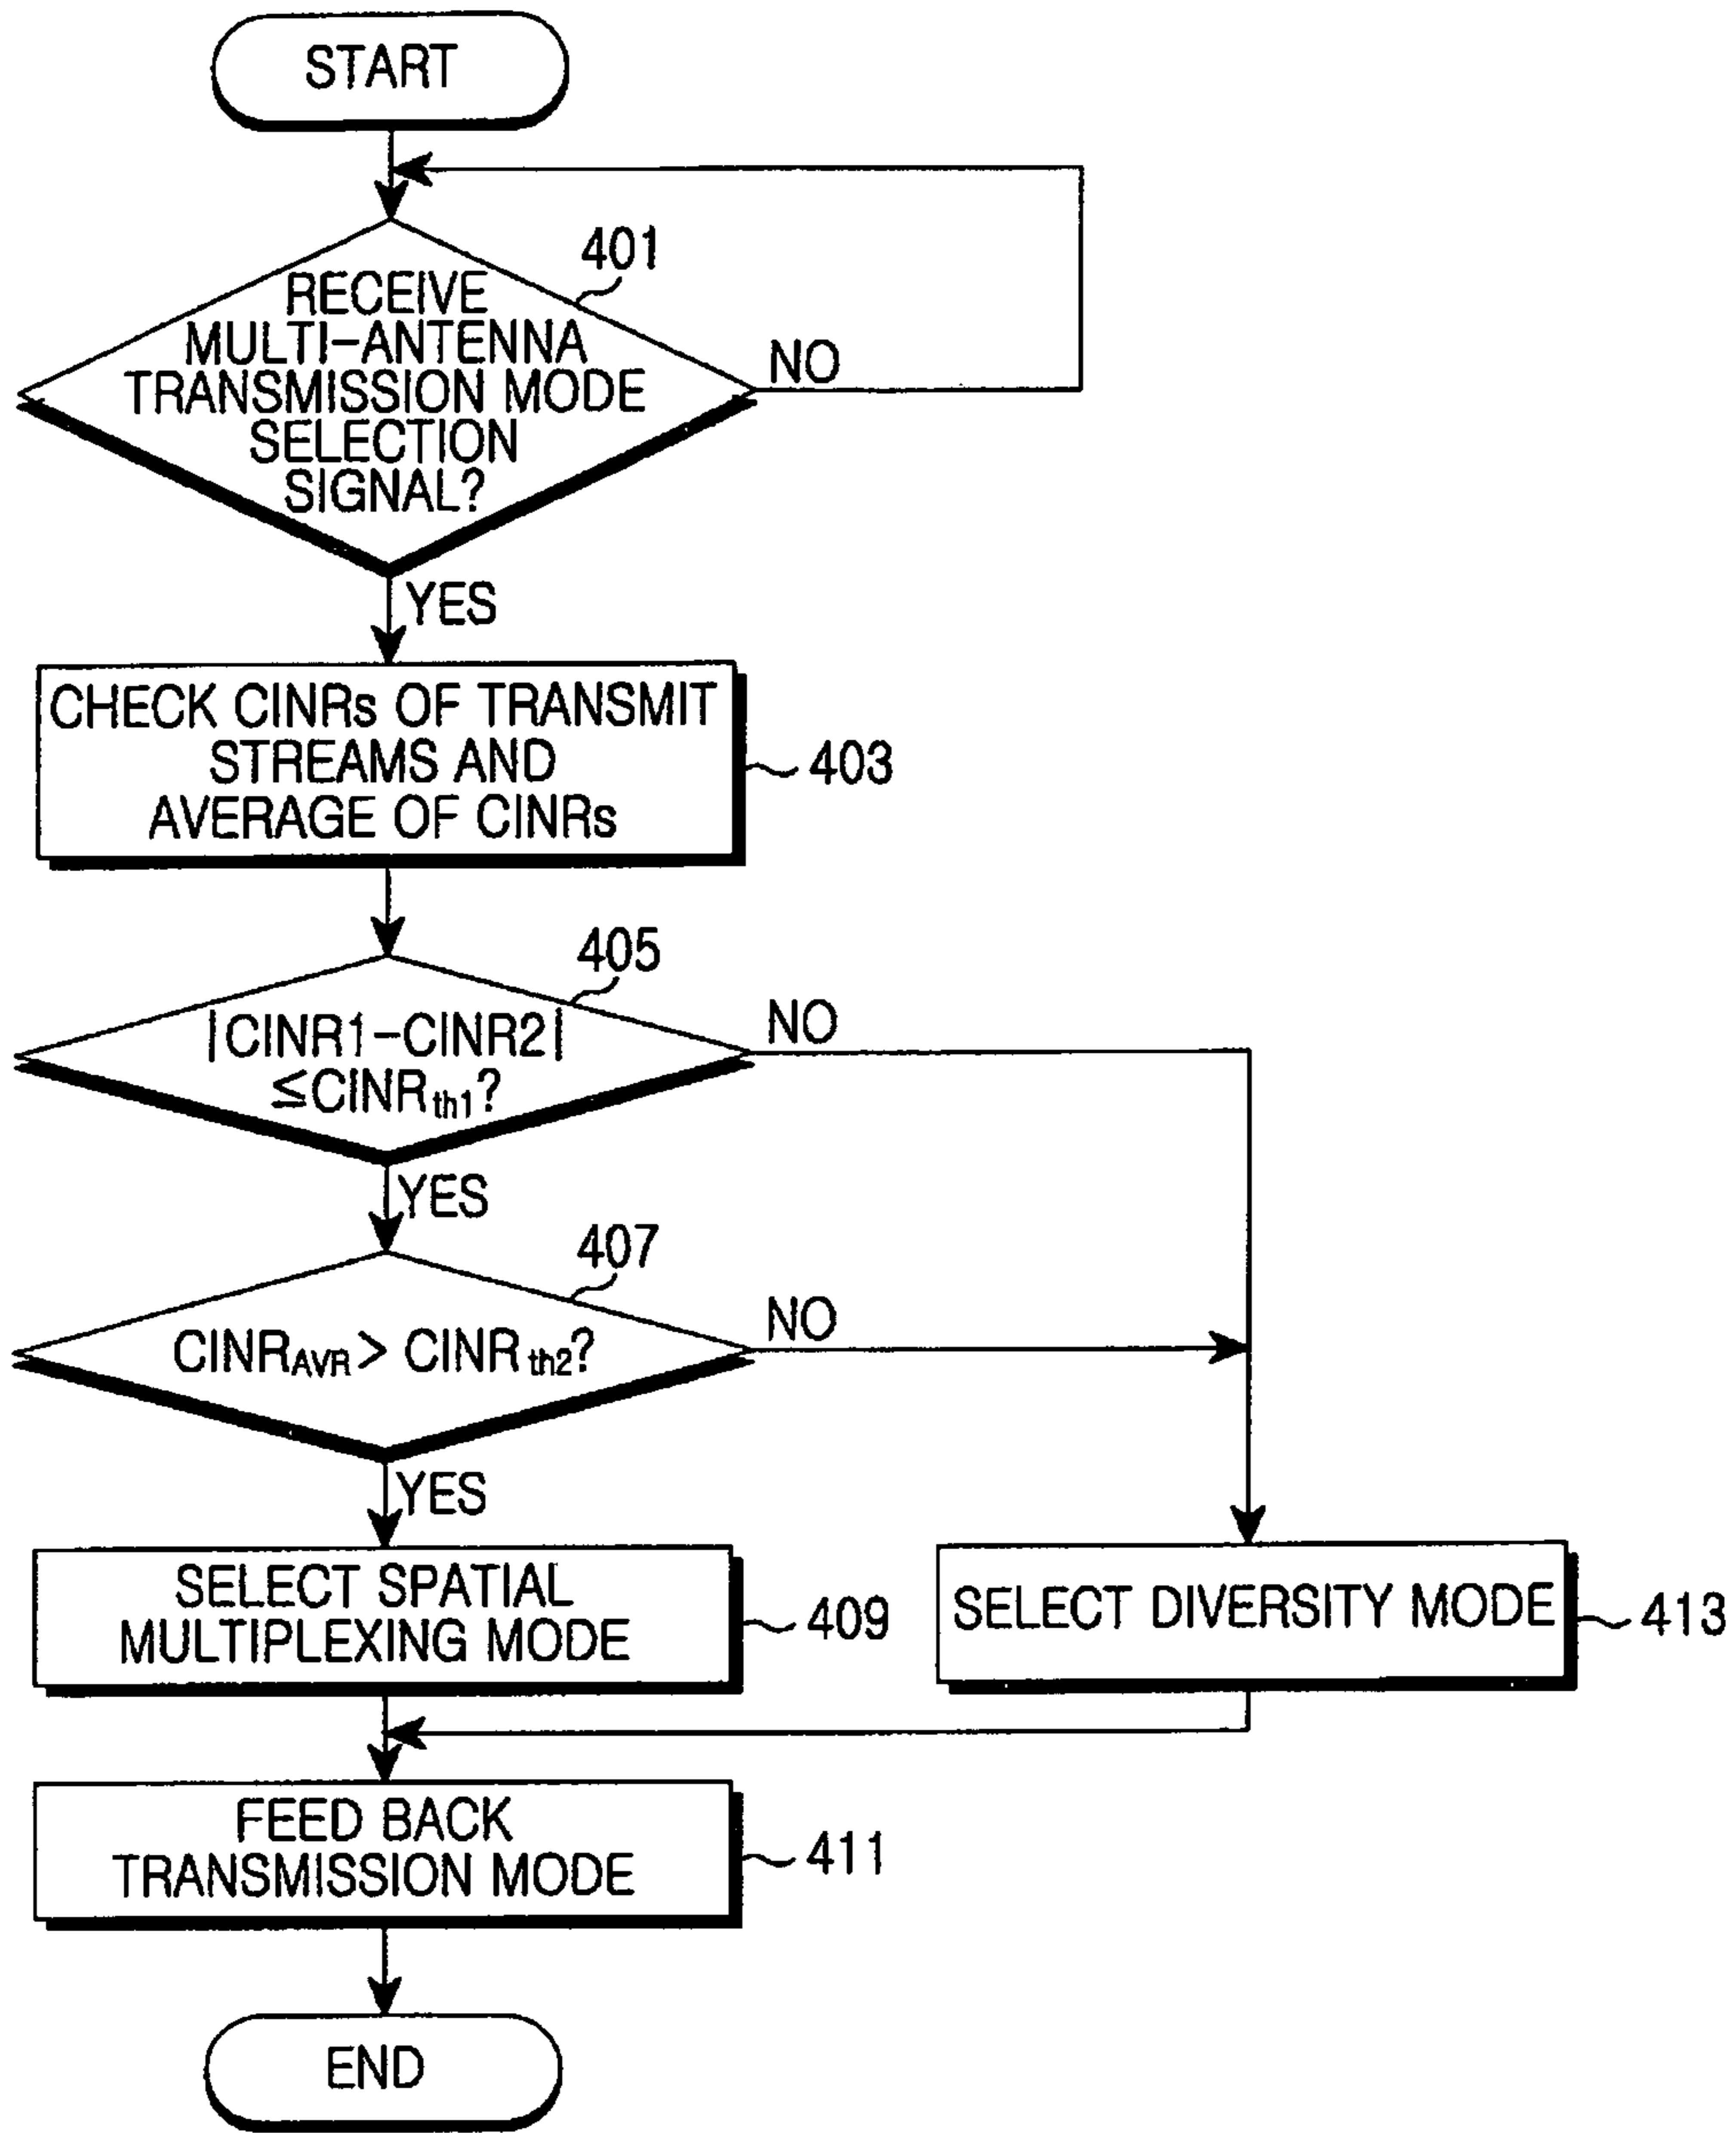 START
401
RECEIVE
MULTI-ANTENNA
TRANSMISSION MODE
SELECTION
SIGNAL?
NO
YES
CHECK CINRs OF TRANSMIT
STREAMS AND
AVERAGE OF CINRs
403
405
|CINR1-CINR2|
≤CINRth1?
NO
YES
407
CINRAVR > CINRth2?
NO
YES
SELECT SPATIAL
MULTIPLEXING MODE
409
SELECT DIVERSITY MODE
413
FEED BACK
TRANSMISSION MODE
411
END